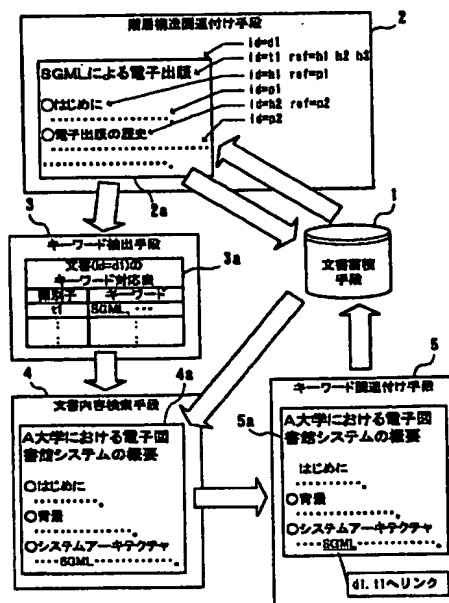 階層構造関連付け手段
2
id=d1
id=t1 ref=h1 h2 h3
SGMLによる電子出版
id=h1 ref=p1
○はじめに
id=p1
id=h2 ref=p2
○電子出版の歴史
id=p2
2a
1
文書蓄積
手段
3
キーワード抽出手段
3a
文書(id=d1)の
キーワード対応表
識別子 キーワード
t1 SGML, …
4
文書内容検索手段
4a
A大学における電子図
書館システムの概要
○はじめに
○背景
○システムアーキテクチャ
SGML
5
キーワード関連付け手段
5a
A大学における電子図
書館システムの概要
はじめに
○背景
○システムアーキテクチャ
SGML
d1.t1へリンク